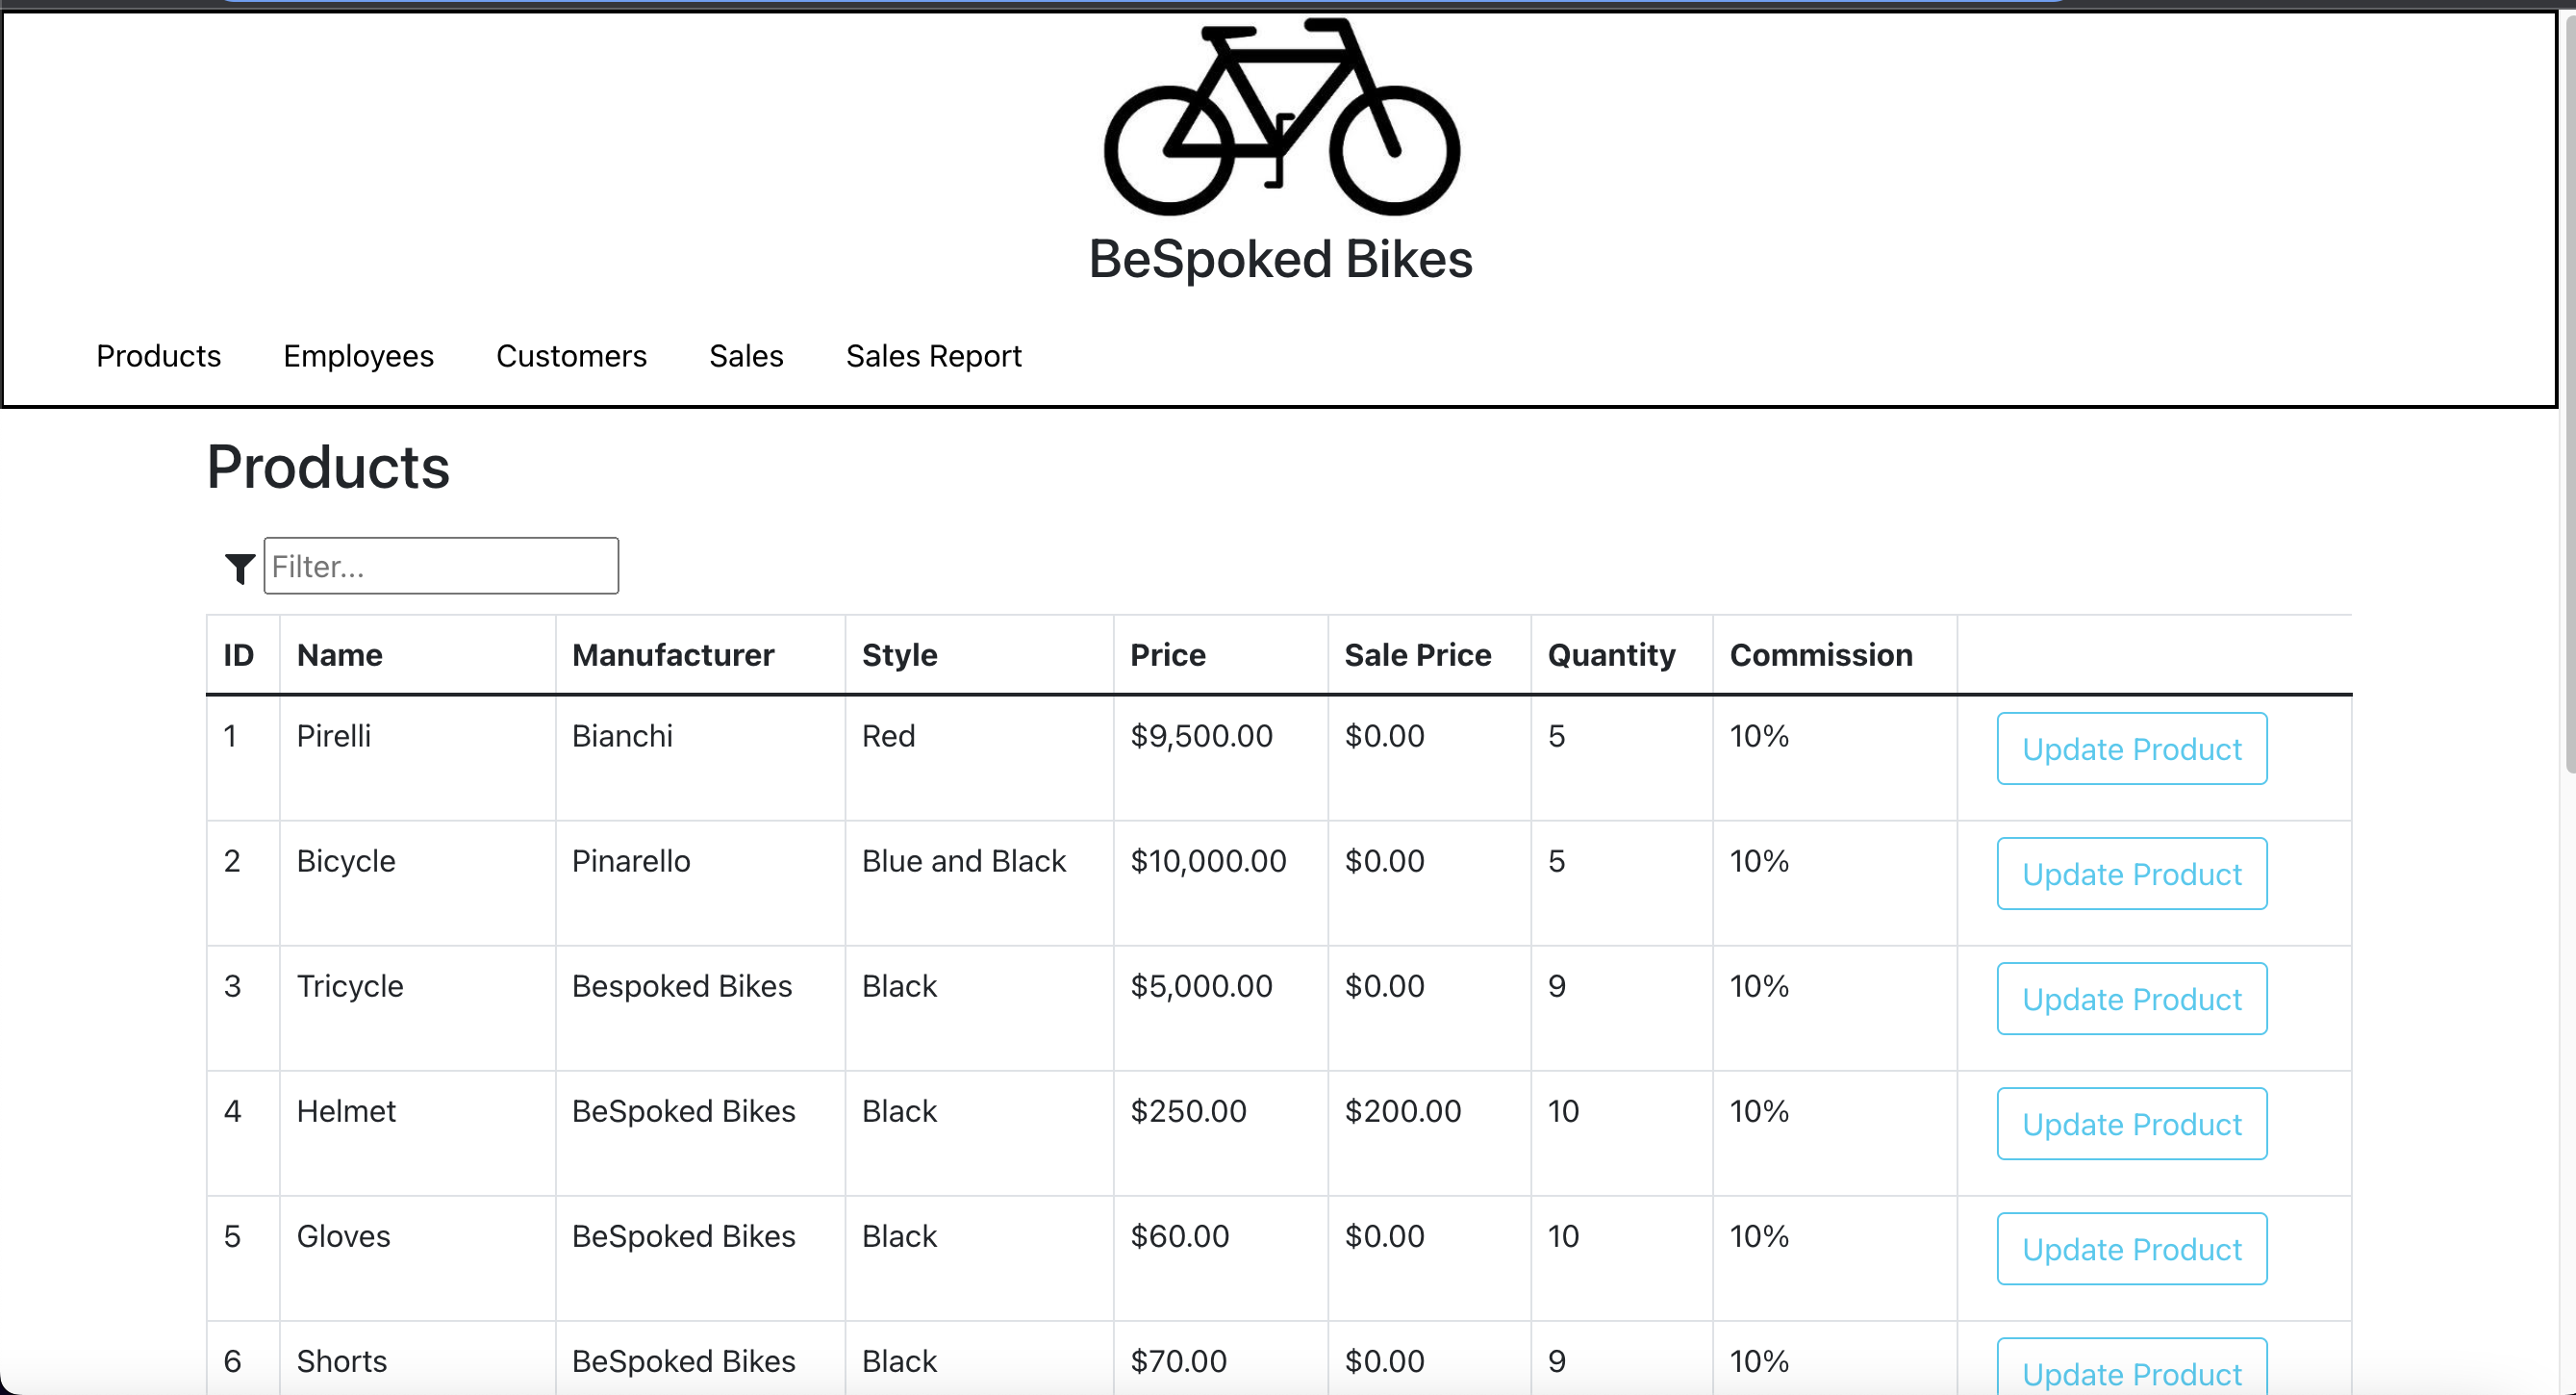 BeSpoked Bikes
Products Employees Customers Sales Sales Report
Products
Filter...
ID Name Manufacturer Style Price Sale Price Quantity Commission
1 Pirelli Bianchi Red $9,500.00 $0.00 5 10% Update Product
2 Bicycle Pinarello Blue and Black $10,000.00 $0.00 5 10% Update Product
3 Tricycle Bespoked Bikes Black $5,000.00 $0.00 9 10% Update Product
4 Helmet BeSpoked Bikes Black $250.00 $200.00 10 10% Update Product
5 Gloves BeSpoked Bikes Black $60.00 $0.00 10 10% Update Product
6 Shorts BeSpoked Bikes Black $70.00 $0.00 9 10% Update Product